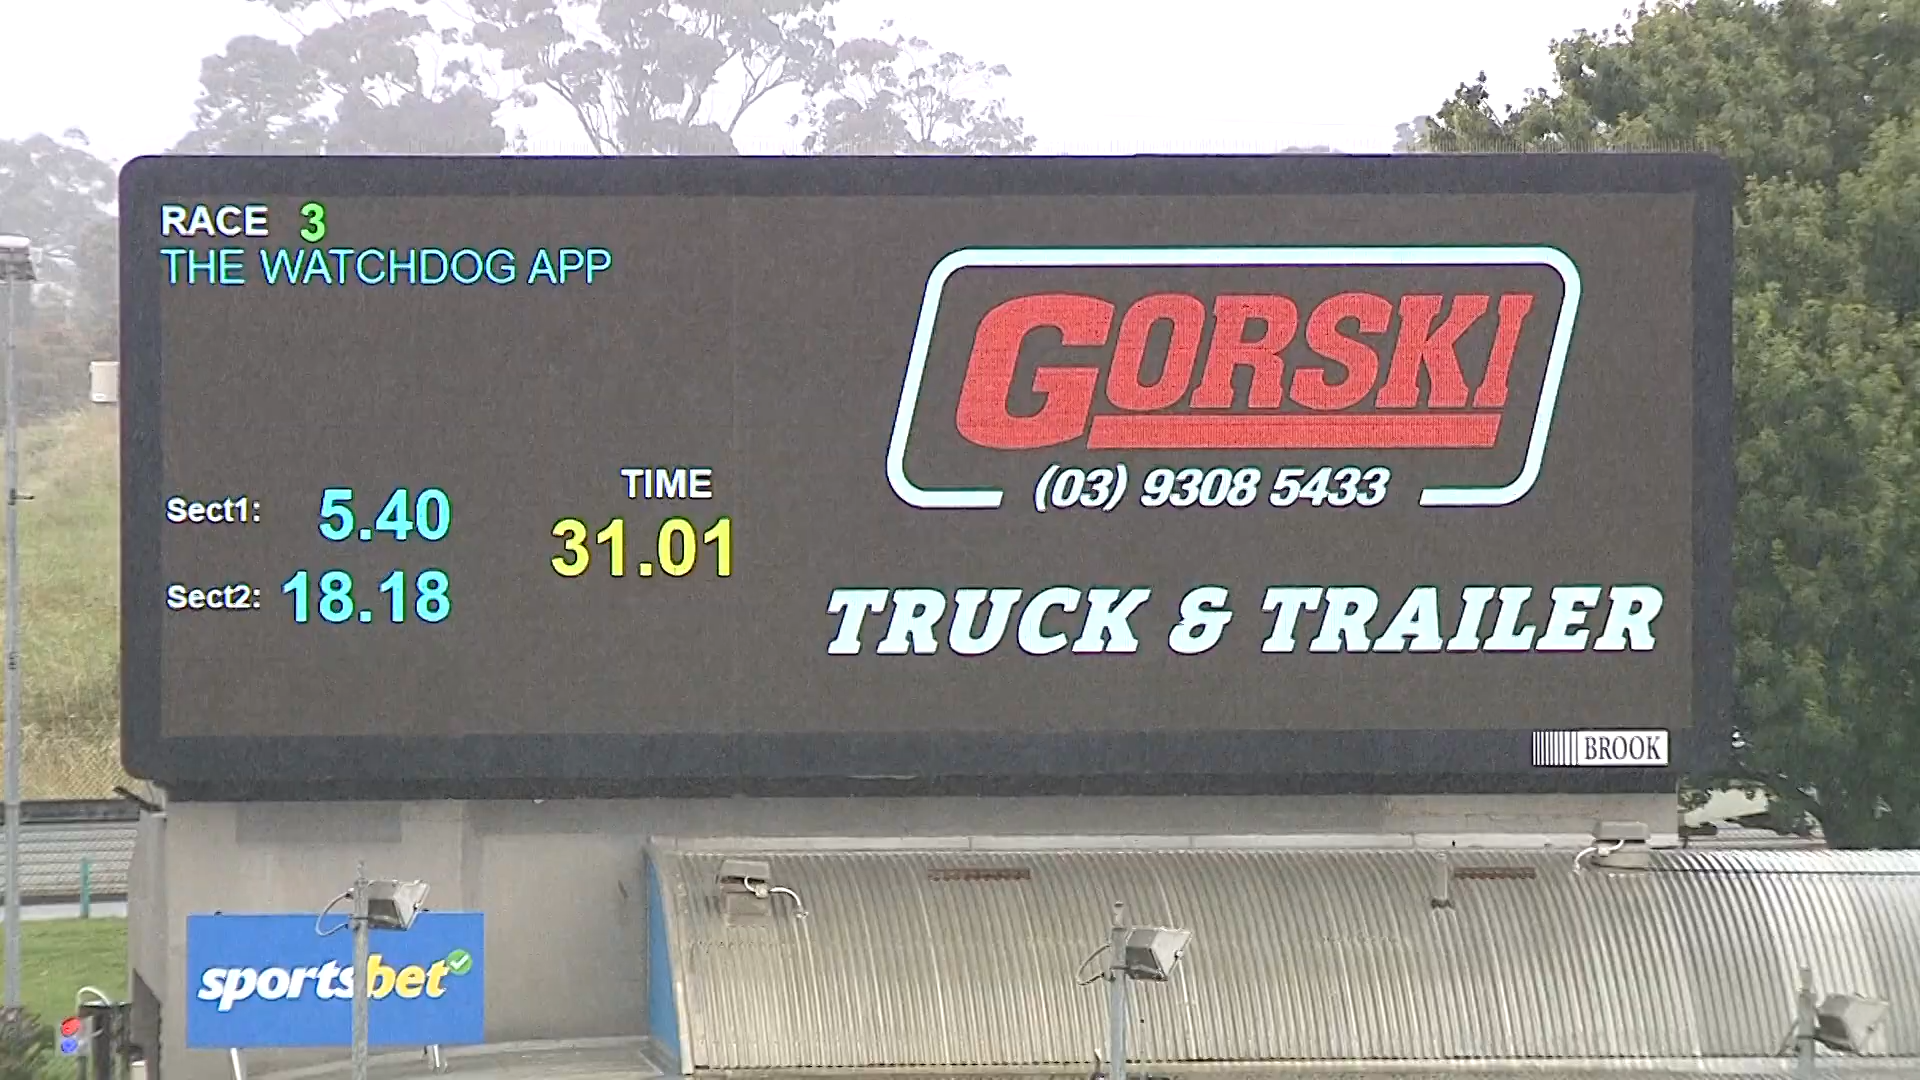 RACE 3
THE WATCHDOG APP
Sect1: 5.40
Sect2: 18.18
TIME
31.01
GORSKI
(03) 9308 5433
TRUCK & TRAILER
BROOK
sportsbet